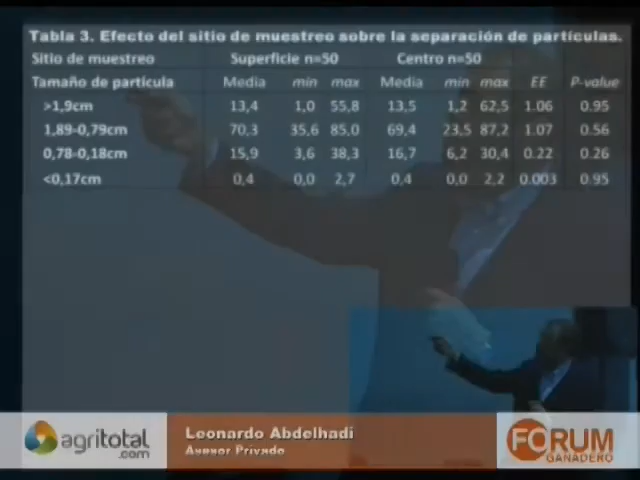 Tabla 3. Efecto del sitio de muestreo sobre la separación de partículas.
Sitio de muestreo Superficie n=50 Centro n=50
Tamaño de partícula Media min max Media min max EE P-value
>1,9cm 13,4 1,0 55,8 13,5 1,2 62,5 1.06 0.95
1,89-0,79cm 70,3 35,6 85,0 69,4 23,5 87,2 1.07 0.56
0,78-0,18cm 15,9 3,6 38,3 16,7 6,2 30,4 0.22 0.26
<0,17cm 0,4 0,0 2,7 0,4 0,0 2,2 0.003 0.95
agritotal
.com
Leonardo Abdelhadi
Asesor Privado
FORUM
GANADERO